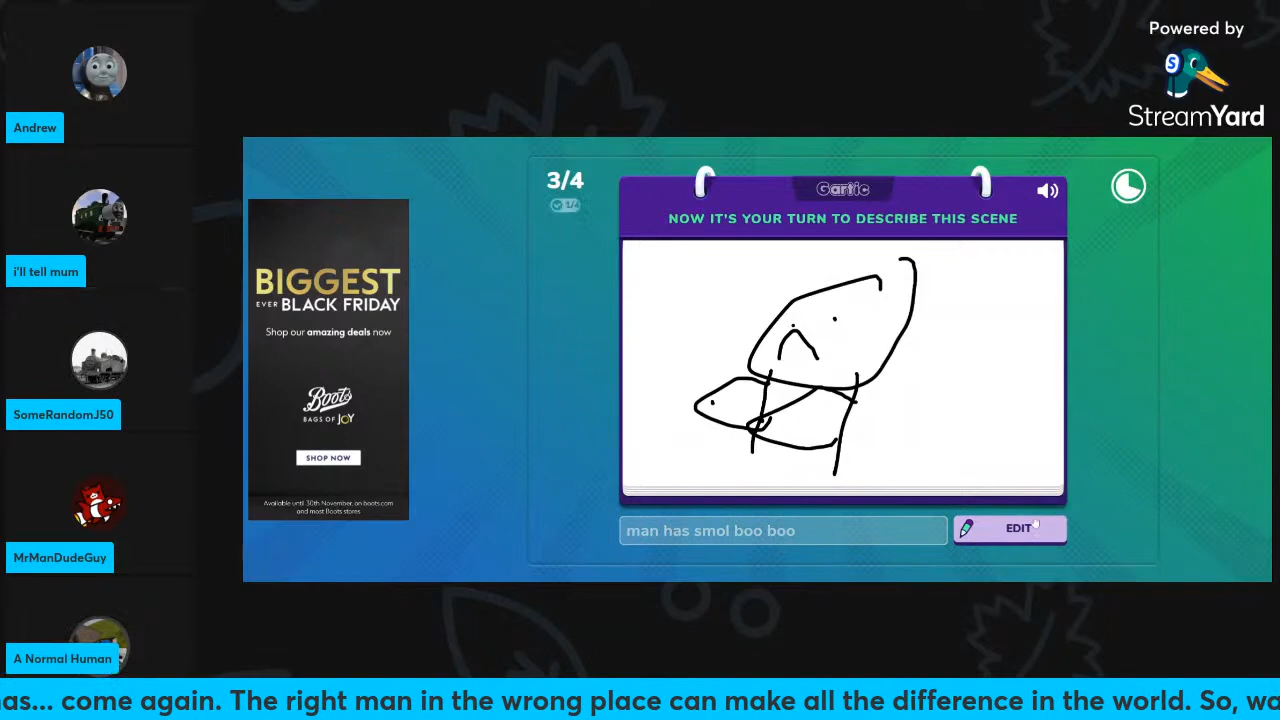 Powered by
S
StreamYard
Andrew
i'll tell mum
SomeRandomJ50
MrManDudeGuy
A Normal Human
BIGGEST
EVER BLACK FRIDAY
Shop our amazing deals now
Boots
BAGS OF JOY
SHOP NOW
Available until 30th November, on boots.com
and most Boots stores
3/4
1/4
Gartic
NOW IT'S YOUR TURN TO DESCRIBE THIS SCENE
man has smol boo boo
EDIT
as... come again. The right man in the wrong place can make all the difference in the world. So, wa